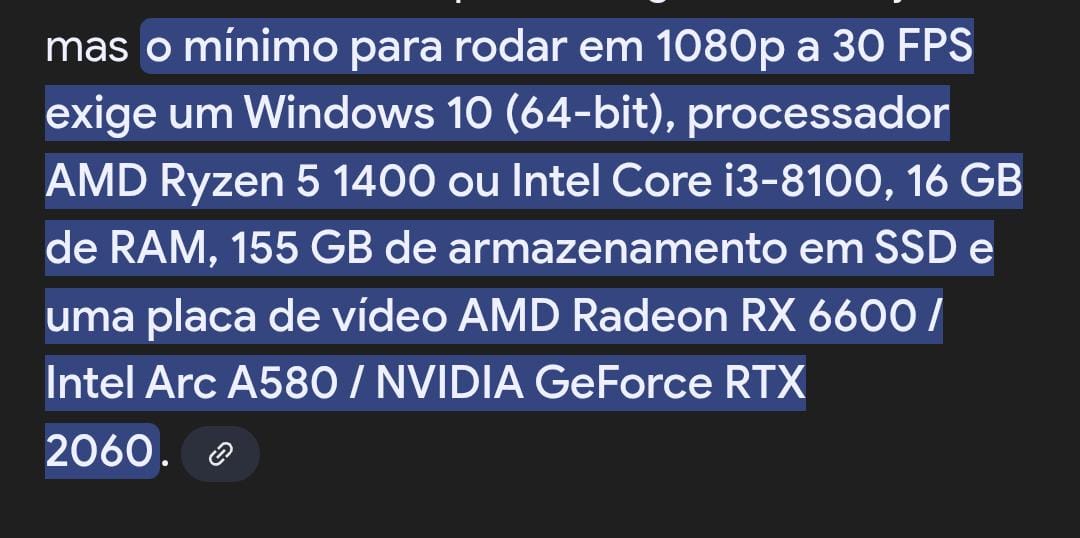 mas o mínimo para rodar em 1080p a 30 FPS
exige um Windows 10 (64-bit), processador
AMD Ryzen 5 1400 ou Intel Core i3-8100, 16 GB
de RAM, 155 GB de armazenamento em SSD e
uma placa de vídeo AMD Radeon RX 6600 /
Intel Arc A580 / NVIDIA GeForce RTX
2060.